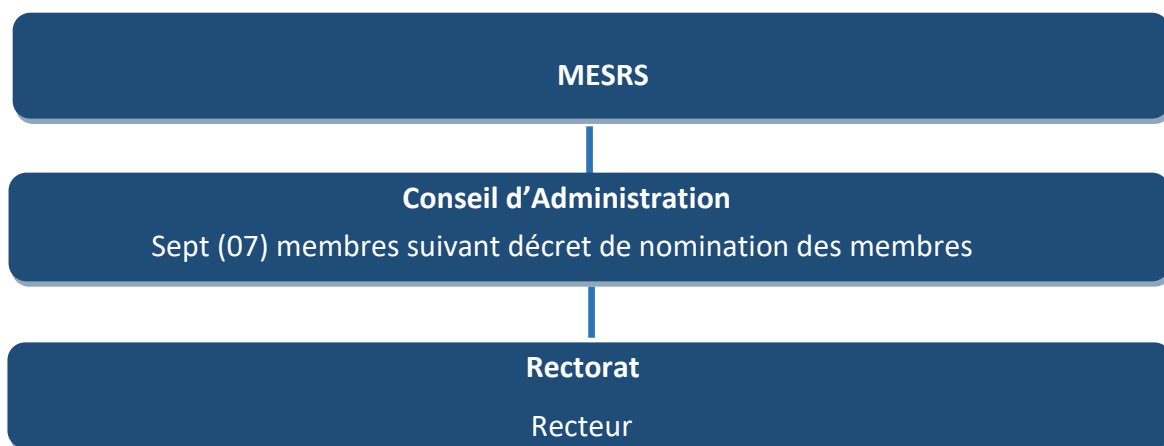 MESRS
Conseil d’Administration
Sept (07) membres suivant décret de nomination des membres
Rectorat
Recteur